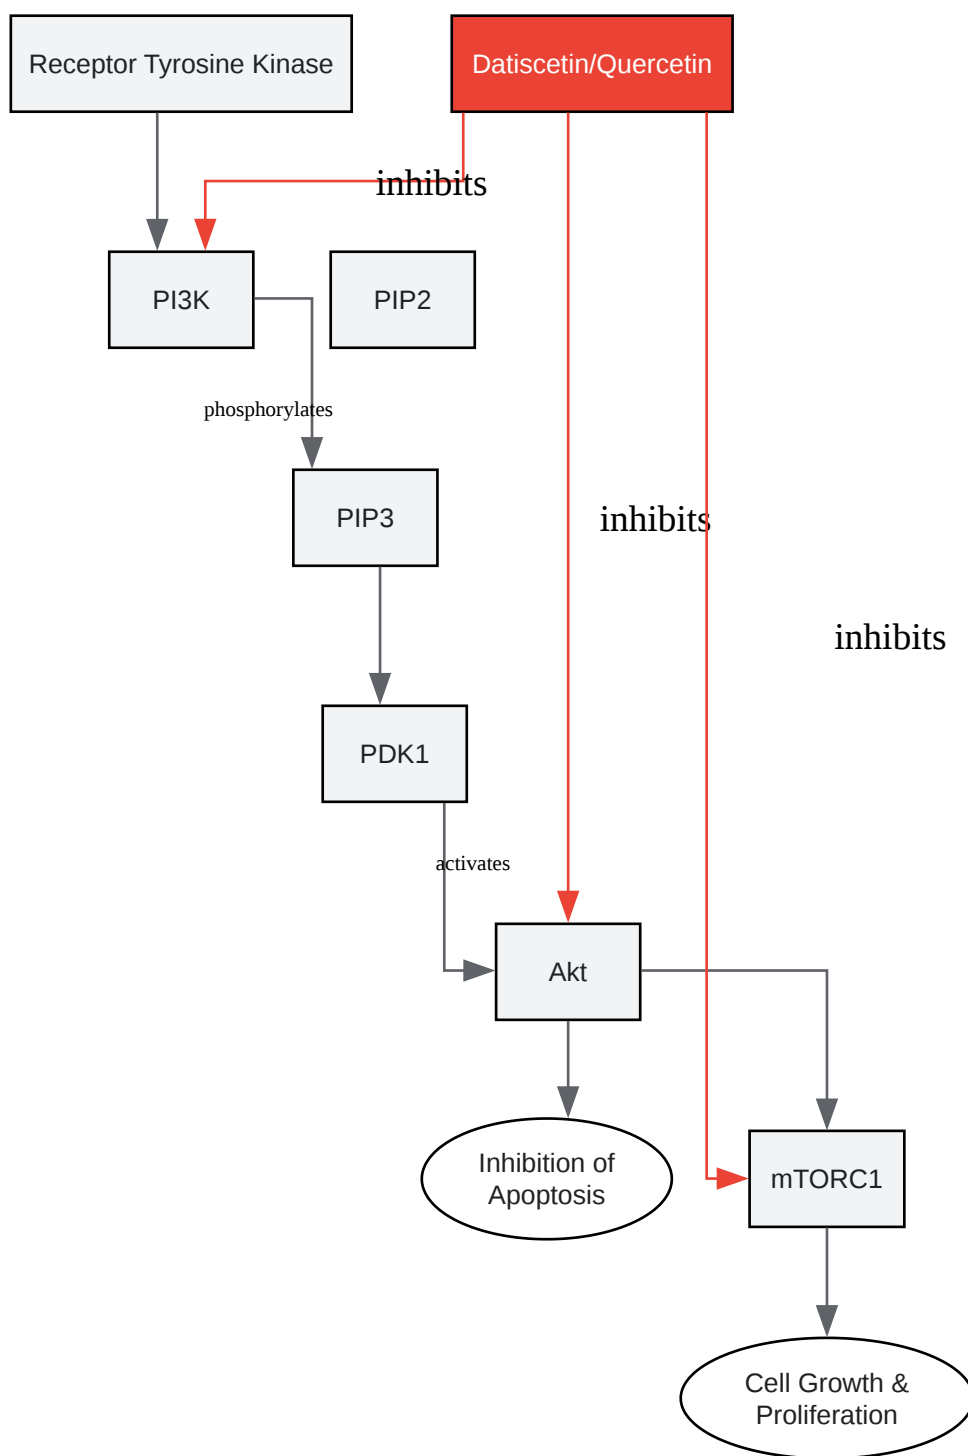 Receptor Tyrosine Kinase
Datiscetin/Quercetin
inhibits
PI3K
PIP2
phosphorylates
PIP3
inhibits
inhibits
PDK1
activates
Akt
Inhibition of
Apoptosis
mTORC1
Cell Growth &
Proliferation